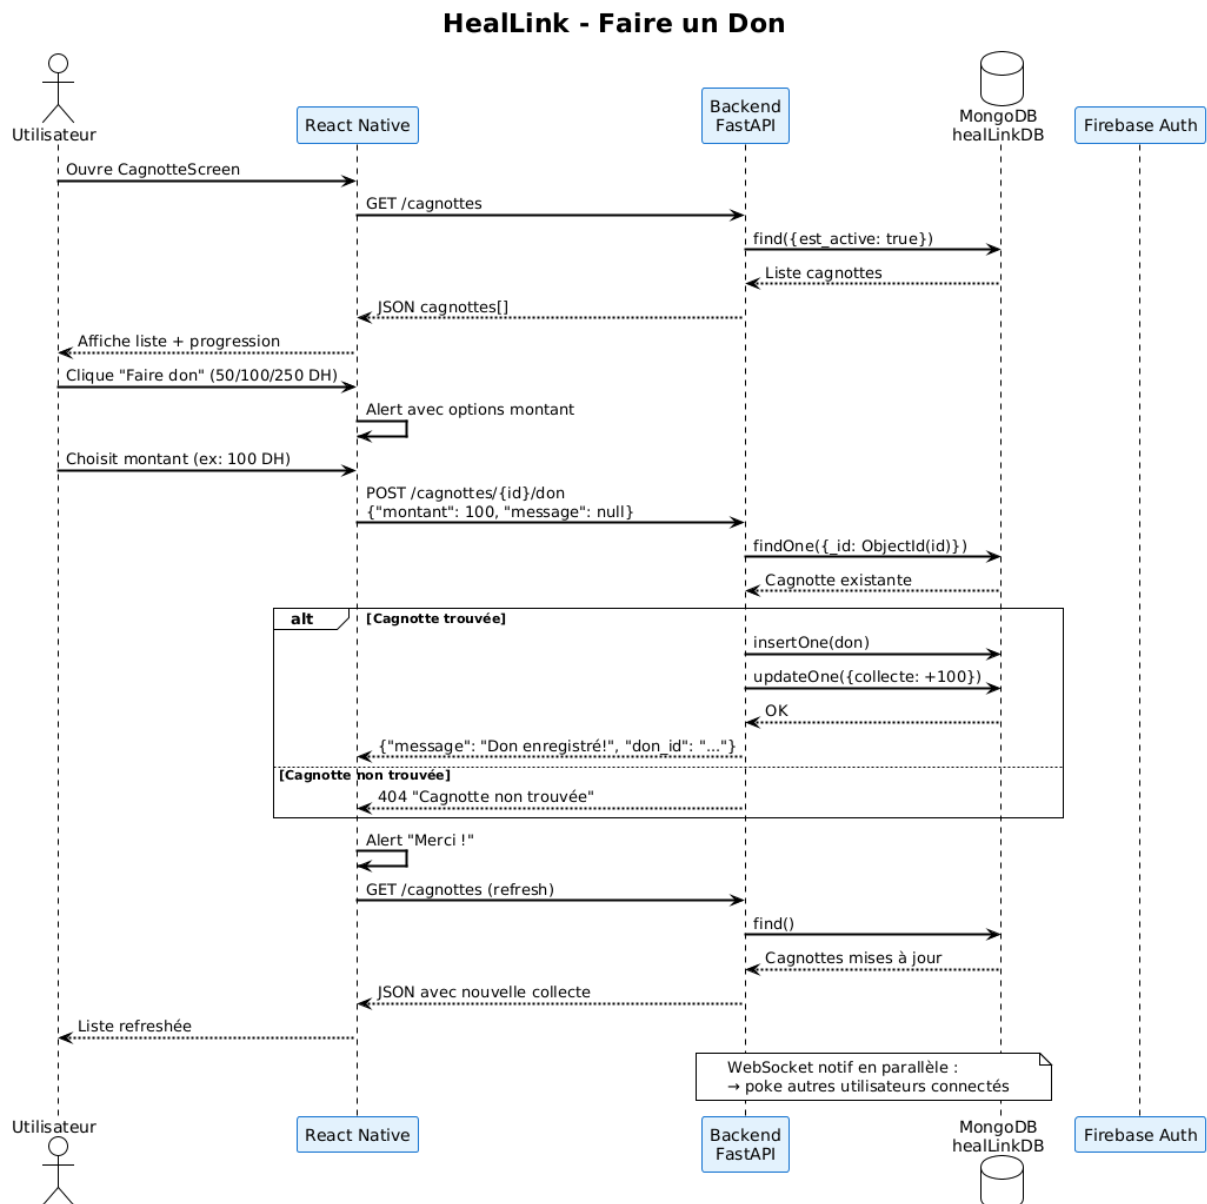 HealLink - Faire un Don
Utilisateur
React Native
Backend
FastAPI
MongoDB
healLinkDB
Firebase Auth
Ouvre CagnotteScreen
GET /cagnottes
find({est_active: true})
Liste cagnottes
JSON cagnottes[]
Affiche liste + progression
Clique "Faire don" (50/100/250 DH)
Alert avec options montant
Choisit montant (ex: 100 DH)
POST /cagnottes/{id}/don
{"montant": 100, "message": null}
findOne({_id: ObjectId(id)})
Cagnotte existante
alt [Cagnotte trouvée]
insertOne(don)
updateOne({collecte: +100})
OK
{"message": "Don enregistré!", "don_id": "..."}
[Cagnotte non trouvée]
404 "Cagnotte non trouvée"
Alert "Merci !"
GET /cagnottes (refresh)
find()
Cagnottes mises à jour
JSON avec nouvelle collecte
Liste refreshée
WebSocket notif en parallèle :
→ poke autres utilisateurs connectés
Utilisateur
React Native
Backend
FastAPI
MongoDB
healLinkDB
Firebase Auth